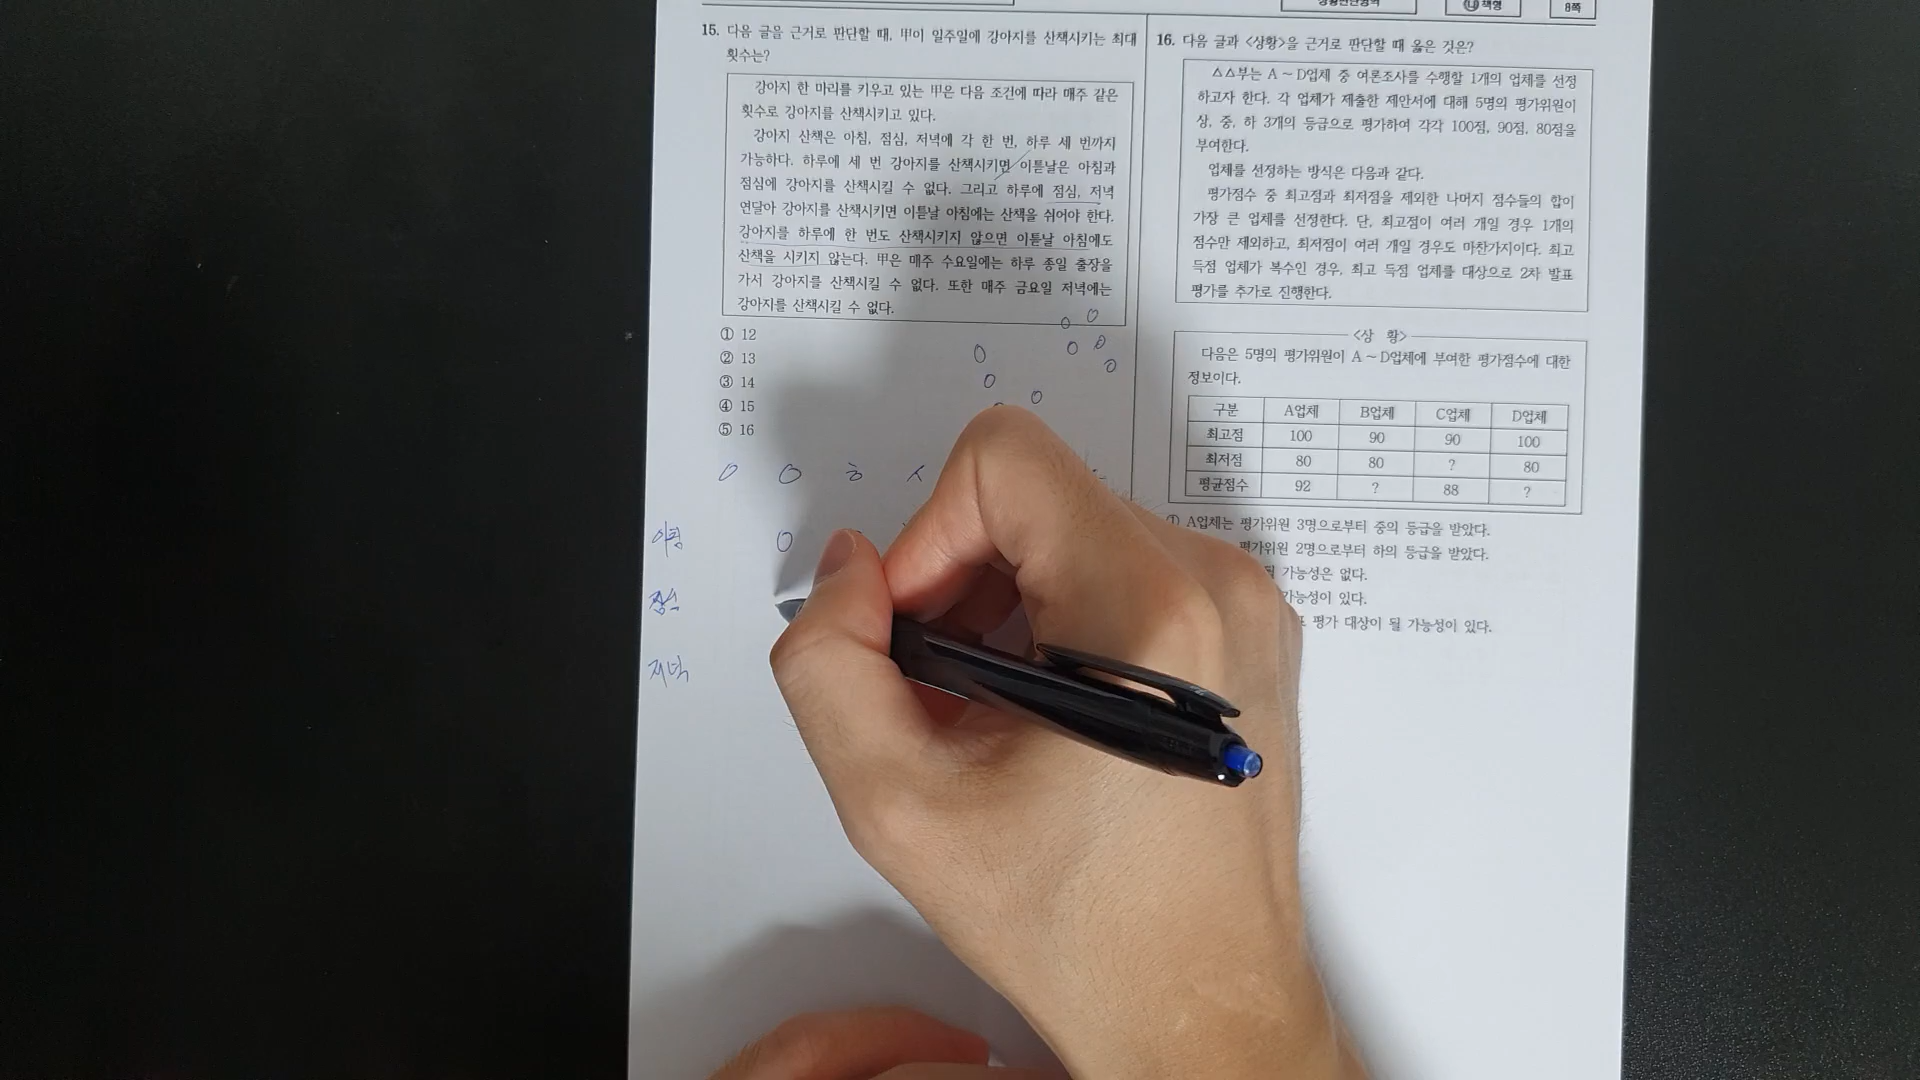 책형
8쪽
15. 다음 글을 근거로 판단할 때, 甲이 일주일에 강아지를 산책시키는 최대
횟수는?
강아지 한 마리를 키우고 있는 甲은 다음 조건에 따라 매주 같은
횟수로 강아지를 산책시키고 있다.
강아지 산책은 아침, 점심, 저녁에 각 한 번, 하루 세 번까지
가능하다. 하루에 세 번 강아지를 산책시키면 이튿날은 아침과
점심에 강아지를 산책시킬 수 없다. 그리고 하루에 점심, 저녁
연달아 강아지를 산책시키면 이튿날 아침에는 산책을 쉬어야 한다.
강아지를 하루에 한 번도 산책시키지 않으면 이튿날 아침에도
산책을 시키지 않는다. 甲은 매주 수요일에는 하루 종일 출장을
가서 강아지를 산책시킬 수 없다. 또한 매주 금요일 저녁에는
강아지를 산책시킬 수 없다.
① 12
② 13
③ 14
④ 15
⑤ 16
아침
점심
저녁
16. 다음 글과 <상황>을 근거로 판단할 때 옳은 것은?
△△부는 A ~ D업체 중 여론조사를 수행할 1개의 업체를 선정
하고자 한다. 각 업체가 제출한 제안서에 대해 5명의 평가위원이
상, 중, 하 3개의 등급으로 평가하여 각각 100점, 90점, 80점을
부여한다.
업체를 선정하는 방식은 다음과 같다.
평가점수 중 최고점과 최저점을 제외한 나머지 점수들의 합이
가장 큰 업체를 선정한다. 단, 최고점이 여러 개일 경우 1개의
점수만 제외하고, 최저점이 여러 개일 경우도 마찬가지이다. 최고
득점 업체가 복수인 경우, 최고 득점 업체를 대상으로 2차 발표
평가를 추가로 진행한다.
<상 황>
다음은 5명의 평가위원이 A ~ D업체에 부여한 평가점수에 대한
정보이다.
구분 A업체 B업체 C업체 D업체
최고점 100 90 90 100
최저점 80 80 ? 80
평균점수 92 ? 88 ?
① A업체는 평가위원 3명으로부터 중의 등급을 받았다.
평가위원 2명으로부터 하의 등급을 받았다.
될 가능성은 없다.
가능성이 있다.
평가 대상이 될 가능성이 있다.